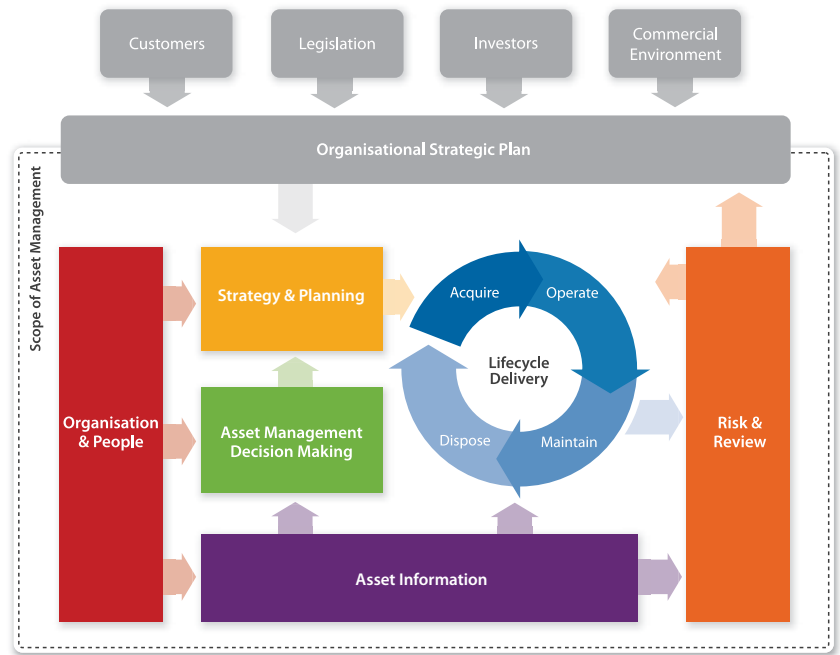 Customers
Legislation
Investors
Commercial
Environment
Organisational Strategic Plan
Scope of Asset Management
Strategy & Planning
Acquire
Operate
Lifecycle
Delivery
Organisation
& People
Asset Management
Decision Making
Dispose
Maintain
Risk &
Review
Asset Information